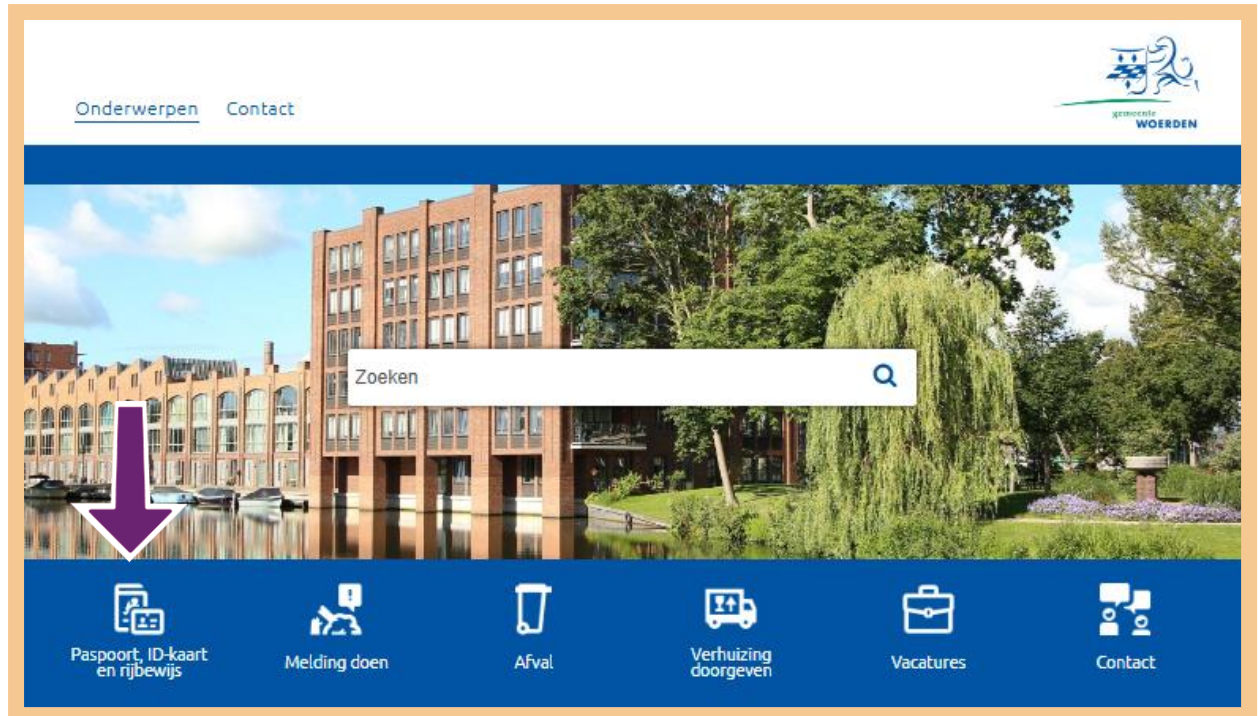 Onderwerpen Contact
gemeente
WOERDEN
Zoeken
Paspoort, ID-kaart
en rijbewijs
Melding doen
Afval
Verhuizing
doorgeven
Vacatures
Contact